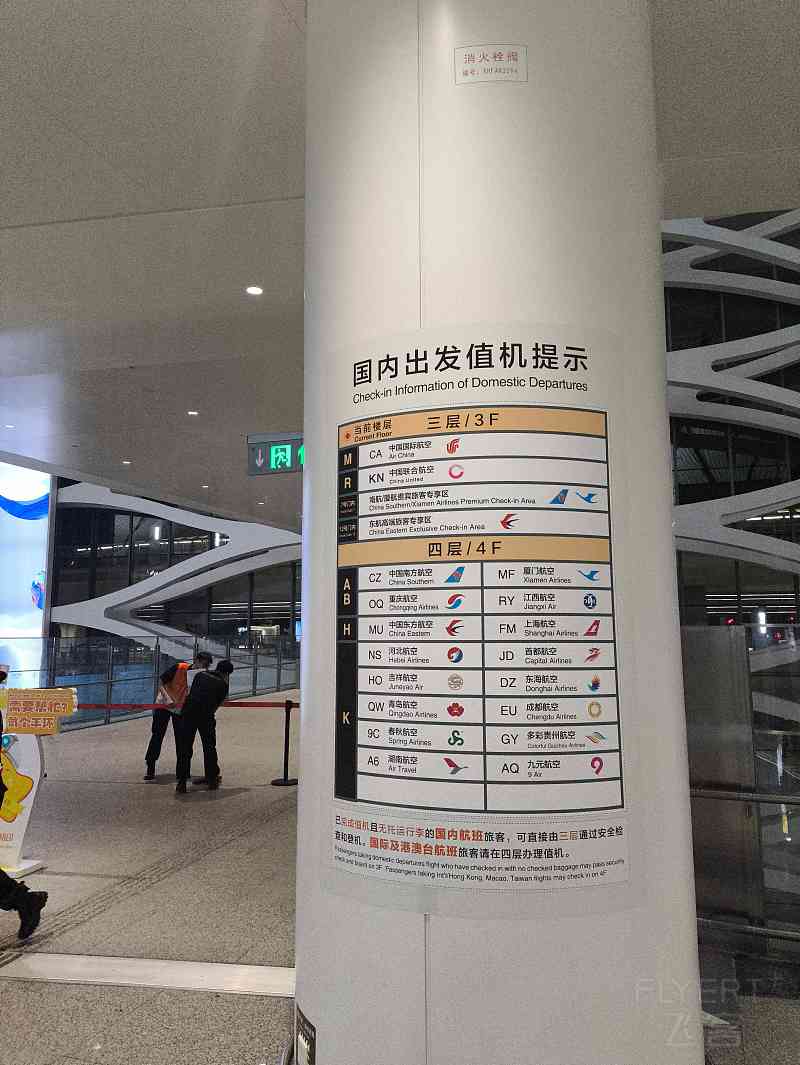 消火栓阀
国内出发值机提示
Check-in Information of Domestic Departures
当前楼层 三层/3F
Current Floor
M CA 中国国际航空
Air China
R KN 中国联合航空
China United
南航/厦航贵宾旅客专享区
China Southern/Xiamen Airlines Premium Check-in Area
东航高端旅客专享区
China Eastern Exclusive Check-in Area
四层/4F
A B
CZ 中国南方航空 China Southern
MF 厦门航空 Xiamen Airlines
OQ 重庆航空 Chongqing Airlines
RY 江西航空 Jiangxi Air
H
MU 中国东方航空 China Eastern
FM 上海航空 Shanghai Airlines
K
NS 河北航空 Hebei Airlines
JD 首都航空 Capital Airlines
HO 吉祥航空 Juneyao Air
DZ 东海航空 Donghai Airlines
QW 青岛航空 Qingdao Airlines
EU 成都航空 Chengdu Airlines
9C 春秋航空 Spring Airlines
GY 多彩贵州航空 Colorful Guizhou Airlines
A6 湖南航空 Air Travel
AQ 九元航空 9 Air
已完成值机且无托运行李的国内航班旅客，可直接由三层通过安全检
查和登机。国际及港澳台航班旅客请在四层办理值机。
Passengers taking domestic departures flight who have checked in with no checked baggage may pass security
check and board on 3F. Passengers taking Int'l/Hong Kong, Macao, Taiwan flights may check in on 4F
需要帮忙?
FLYERT
飞客